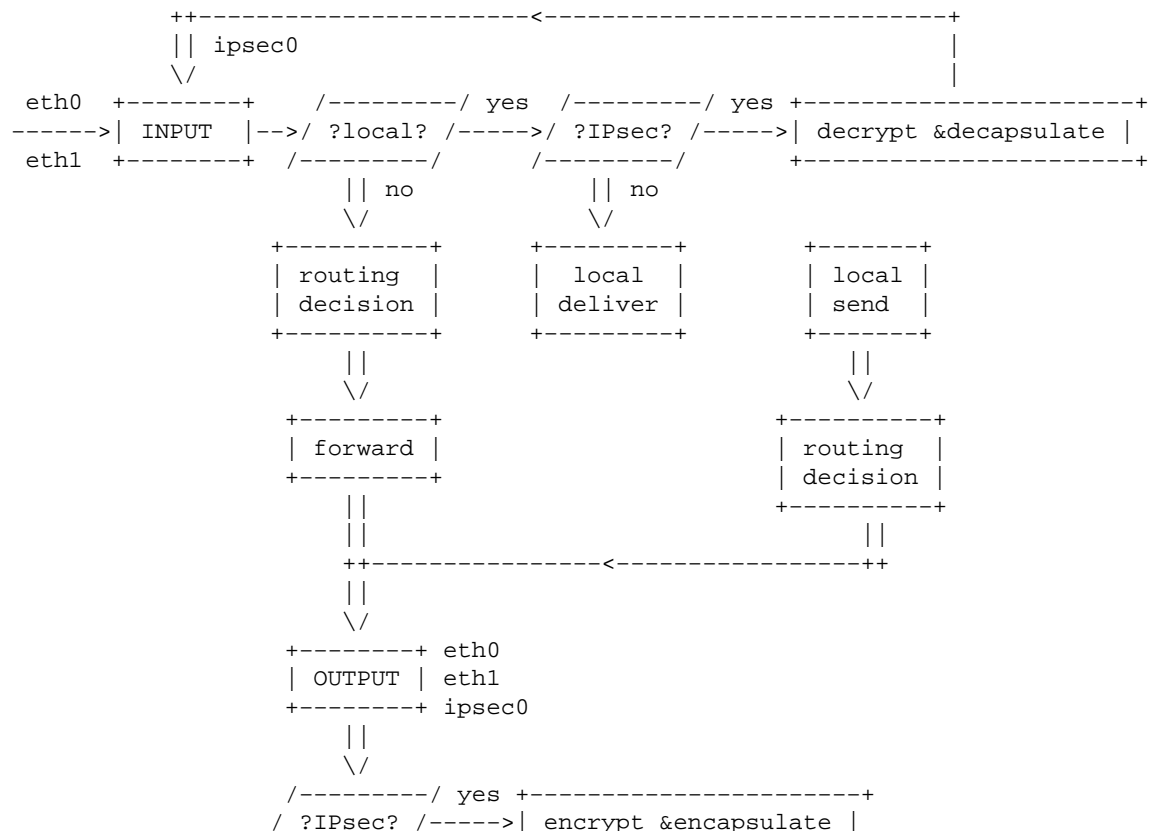 ++----------------------<---------------------------+
|| ipsec0 |
\/ |
eth0 +--------+ /---------/ yes /---------/ yes +-----------------------+
------>| INPUT |-->/ ?local? /----->/ ?IPsec? /----->| decrypt &decapsulate |
eth1 +--------+ /---------/ /---------/ +-----------------------+
|| no || no
\/ \/
+----------+ +---------+ +-------+
| routing | | local | | local |
| decision | | deliver | | send |
+----------+ +---------+ +-------+
|| ||
\/ \/
+---------+ +----------+
| forward | | routing |
+---------+ | decision |
|| +----------+
|| ||
++----------------<----------------++
||
\/
+--------+ eth0
| OUTPUT | eth1
+--------+ ipsec0
||
\/
/---------/ yes +----------------------+
/ ?IPsec? /----->| encrypt &encapsulate |